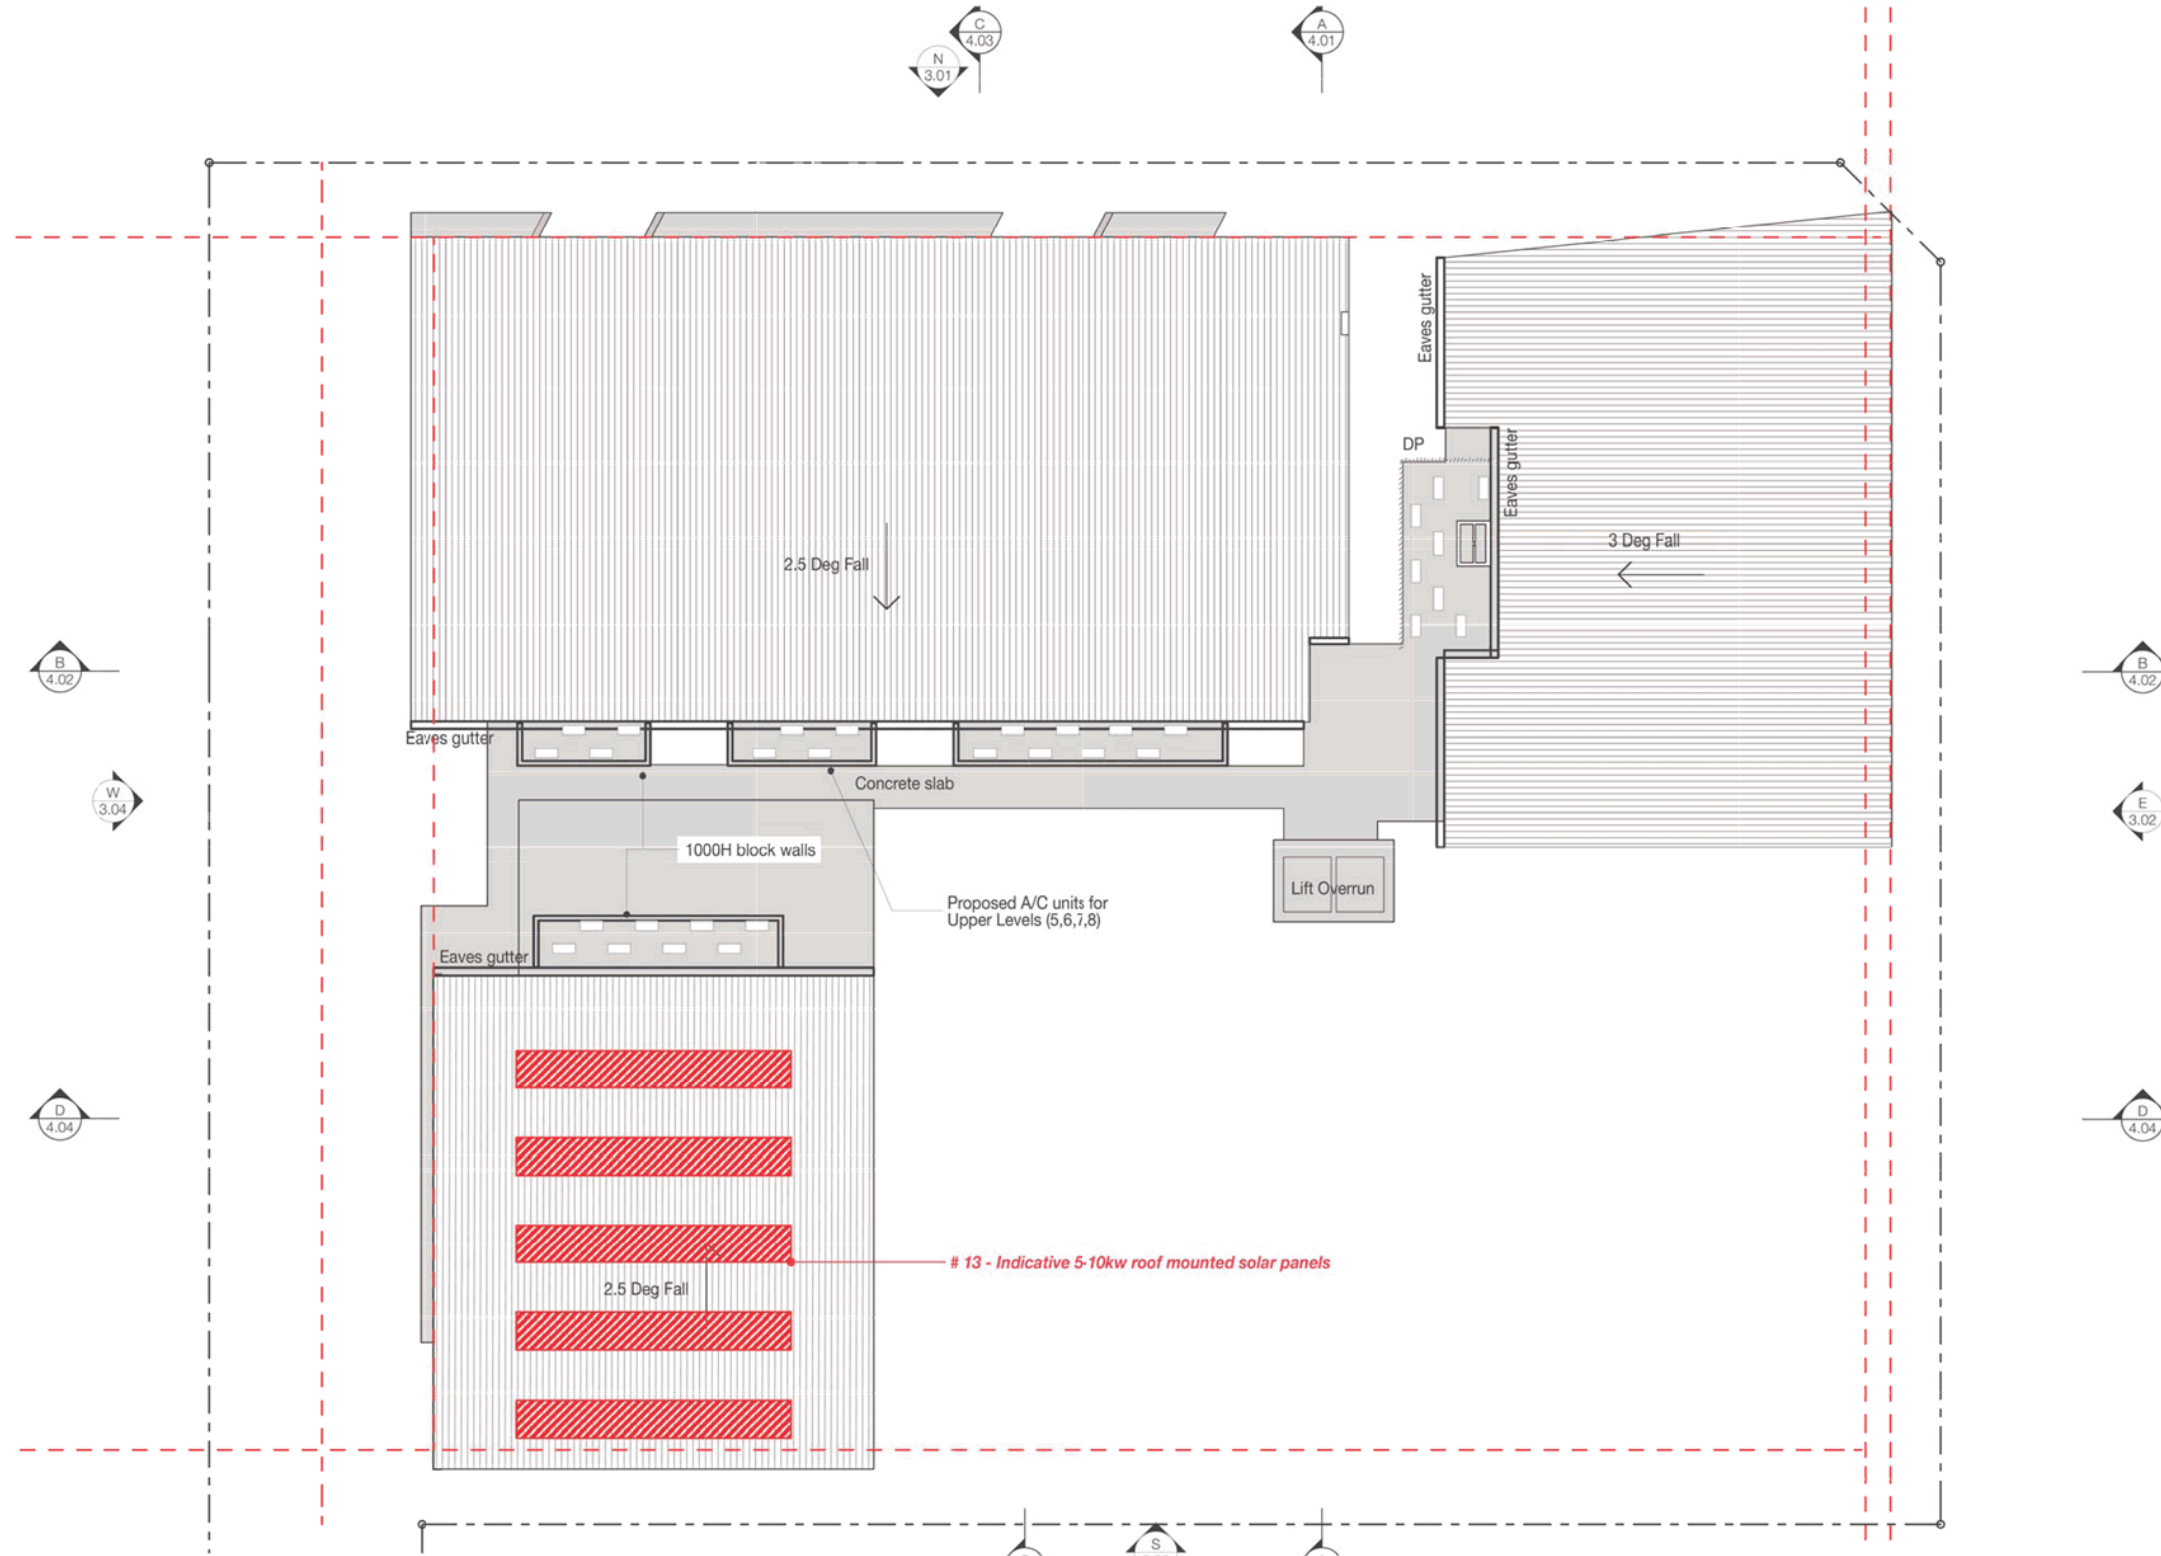 C
4.03
A
4.01
N
3.01
Eaves gutter
DP
Eaves gutter
2.5 Deg Fall
3 Deg Fall
B
4.02
B
4.02
Eaves gutter
Concrete slab
W
3.04
E
3.02
1000H block walls
Lift Overrun
Proposed A/C units for
Upper Levels (5,6,7,8)
Eaves gutter
D
4.04
D
4.04
# 13 - Indicative 5-10kw roof mounted solar panels
2.5 Deg Fall
S